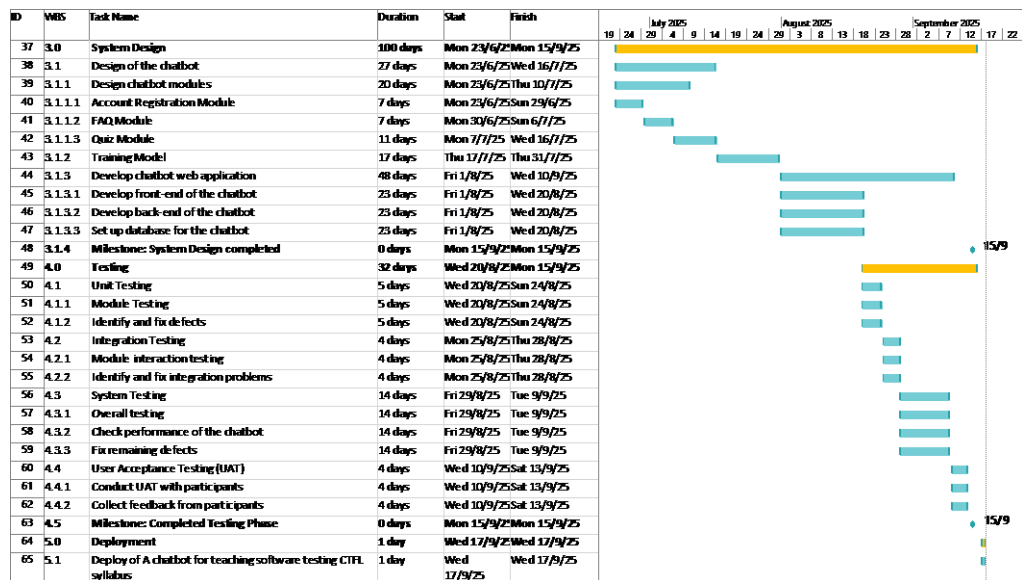 ID WBS Task Name Duration Start Finish
July 2025 August 2025 September 2025
19 24 29 4 9 14 19 24 29 3 8 13 18 23 28 2 7 12 17 22
37 3.0 System Design 100 days Mon 23/6/25 Mon 15/9/25
38 3.1 Design of the chatbot 27 days Mon 23/6/25 Wed 16/7/25
39 3.1.1 Design chatbot modules 20 days Mon 23/6/25 Thu 10/7/25
40 3.1.1.1 Account Registration Module 7 days Mon 23/6/25 Sun 29/6/25
41 3.1.1.2 FAQ Module 7 days Mon 30/6/25 Sun 6/7/25
42 3.1.1.3 Quiz Module 11 days Mon 7/7/25 Wed 16/7/25
43 3.1.2 Training Model 17 days Thu 17/7/25 Thu 31/7/25
44 3.1.3 Develop chatbot web application 48 days Fri 1/8/25 Wed 10/9/25
45 3.1.3.1 Develop front-end of the chatbot 23 days Fri 1/8/25 Wed 20/8/25
46 3.1.3.2 Develop back-end of the chatbot 23 days Fri 1/8/25 Wed 20/8/25
47 3.1.3.3 Set up database for the chatbot 23 days Fri 1/8/25 Wed 20/8/25
48 3.1.4 Milestone: System Design completed 0 days Mon 15/9/25 Mon 15/9/25 15/9
49 4.0 Testing 32 days Wed 20/8/25 Mon 15/9/25
50 4.1 Unit Testing 5 days Wed 20/8/25 Sun 24/8/25
51 4.1.1 Module Testing 5 days Wed 20/8/25 Sun 24/8/25
52 4.1.2 Identify and fix defects 5 days Wed 20/8/25 Sun 24/8/25
53 4.2 Integration Testing 4 days Mon 25/8/25 Thu 28/8/25
54 4.2.1 Module interaction testing 4 days Mon 25/8/25 Thu 28/8/25
55 4.2.2 Identify and fix integration problems 4 days Mon 25/8/25 Thu 28/8/25
56 4.3 System Testing 14 days Fri 29/8/25 Tue 9/9/25
57 4.3.1 Overall testing 14 days Fri 29/8/25 Tue 9/9/25
58 4.3.2 Check performance of the chatbot 14 days Fri 29/8/25 Tue 9/9/25
59 4.3.3 Fix remaining defects 14 days Fri 29/8/25 Tue 9/9/25
60 4.4 User Acceptance Testing (UAT) 4 days Wed 10/9/25 Sat 13/9/25
61 4.4.1 Conduct UAT with participants 4 days Wed 10/9/25 Sat 13/9/25
62 4.4.2 Collect feedback from participants 4 days Wed 10/9/25 Sat 13/9/25
63 4.5 Milestone: Completed Testing Phase 0 days Mon 15/9/25 Mon 15/9/25 15/9
64 5.0 Deployment 1 day Wed 17/9/25 Wed 17/9/25
65 5.1 Deploy of A chatbot for teaching software testing CTFL 1 day Wed Wed 17/9/25
syllabus 17/9/25